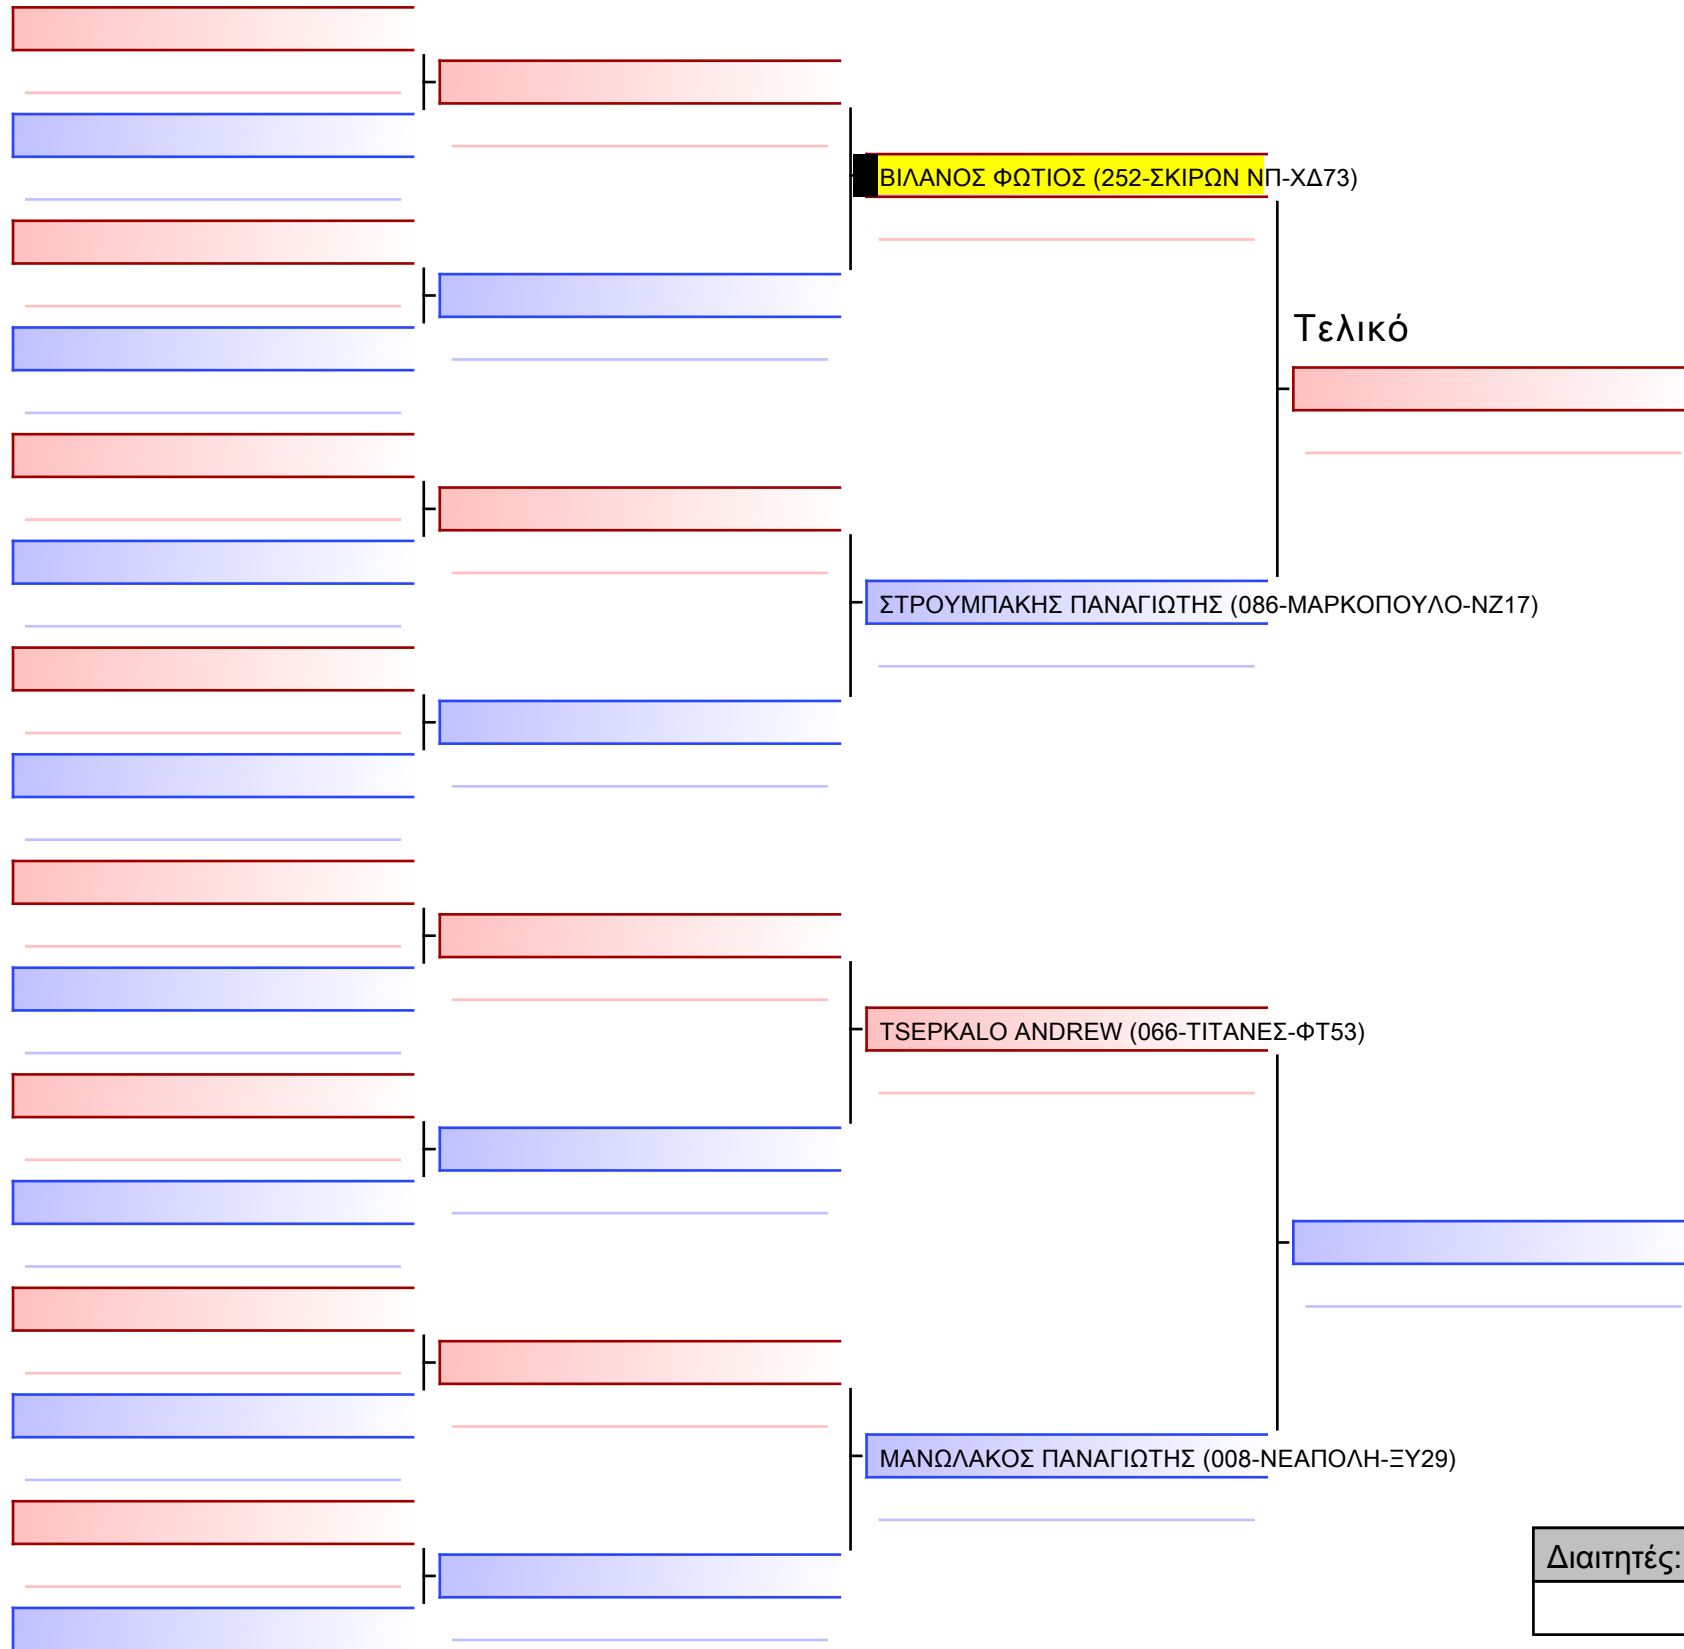 ΒΙΛΑΝΟΣ ΦΩΤΙΟΣ (252-ΣΚΙΡΩΝ ΝΠ-ΧΔ73)
Τελικό
ΣΤΡΟΥΜΠΑΚΗΣ ΠΑΝΑΓΙΩΤΗΣ (086-ΜΑΡΚΟΠΟΥΛΟ-ΝΖ17)
TSEPKALO ANDREW (066-ΤΙΤΑΝΕΣ-ΦΤ53)
ΜΑΝΩΛΑΚΟΣ ΠΑΝΑΓΙΩΤΗΣ (008-ΝΕΑΠΟΛΗ-ΞΥ29)
Διαιτητές: